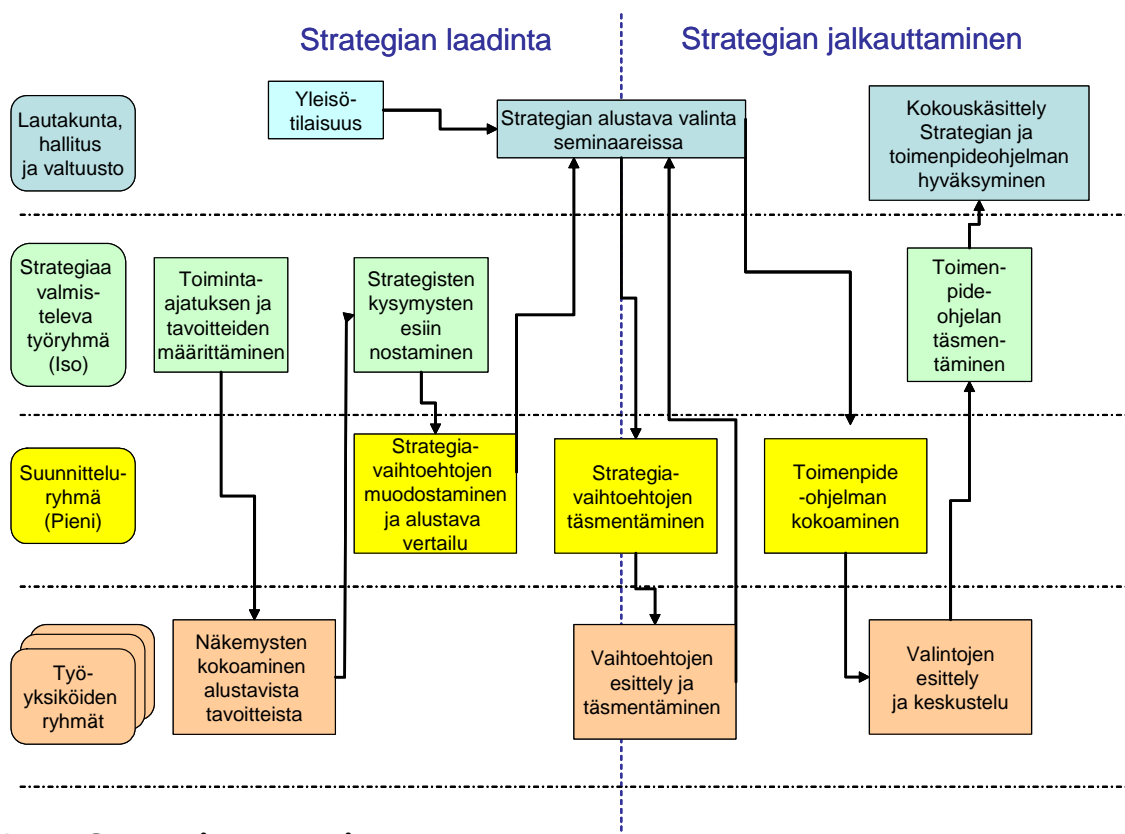 Strategian laadinta
Strategian jalkauttaminen
Lautakunta,
hallitus
ja valtuusto
Yleisö-
tilaisuus
Strategian alustava valinta
seminaareissa
Kokouskäsittely
Strategian ja
toimenpideohjelman
hyväksyminen
Strategiaa
valmis-
televa
työryhmä
(Iso)
Toiminta-
ajatuksen ja
tavoitteiden
määrittäminen
Strategisten
kysymysten
esiin
nostaminen
Toimen-
pide-
ohjelan
täsmen-
täminen
Suunnittelu-
ryhmä
(Pieni)
Strategia-
vaihtoehtojen
muodostaminen
ja alustava
vertailu
Strategia-
vaihtoehtojen
täsmentäminen
Toimenpide
-ohjelman
kokoaminen
Työ-
yksiköiden
ryhmät
Näkemysten
kokoaminen
alustavista
tavoitteista
Vaihtoehtojen
esittely ja
täsmentäminen
Valintojen
esittely
ja keskustelu